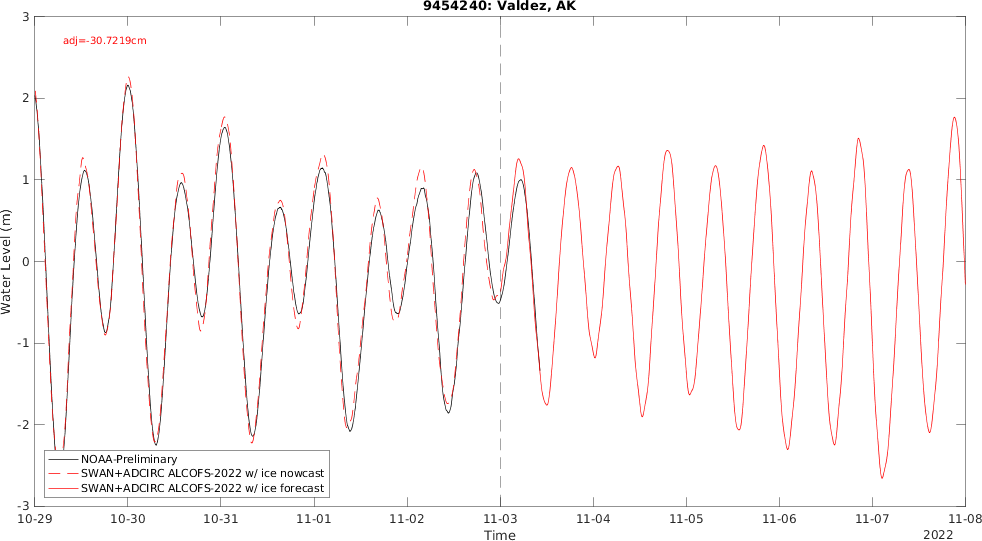 9454240: Valdez, AK
adj=-30.7219cm
Water Level (m)
3
2
1
0
-1
-2
-3
NOAA-Preliminary
SWAN+ADCIRC ALCOFS-2022 w/ ice nowcast
SWAN+ADCIRC ALCOFS-2022 w/ ice forecast
10-29 10-30 10-31 11-01 11-02 11-03 11-04 11-05 11-06 11-07 11-08
Time
2022